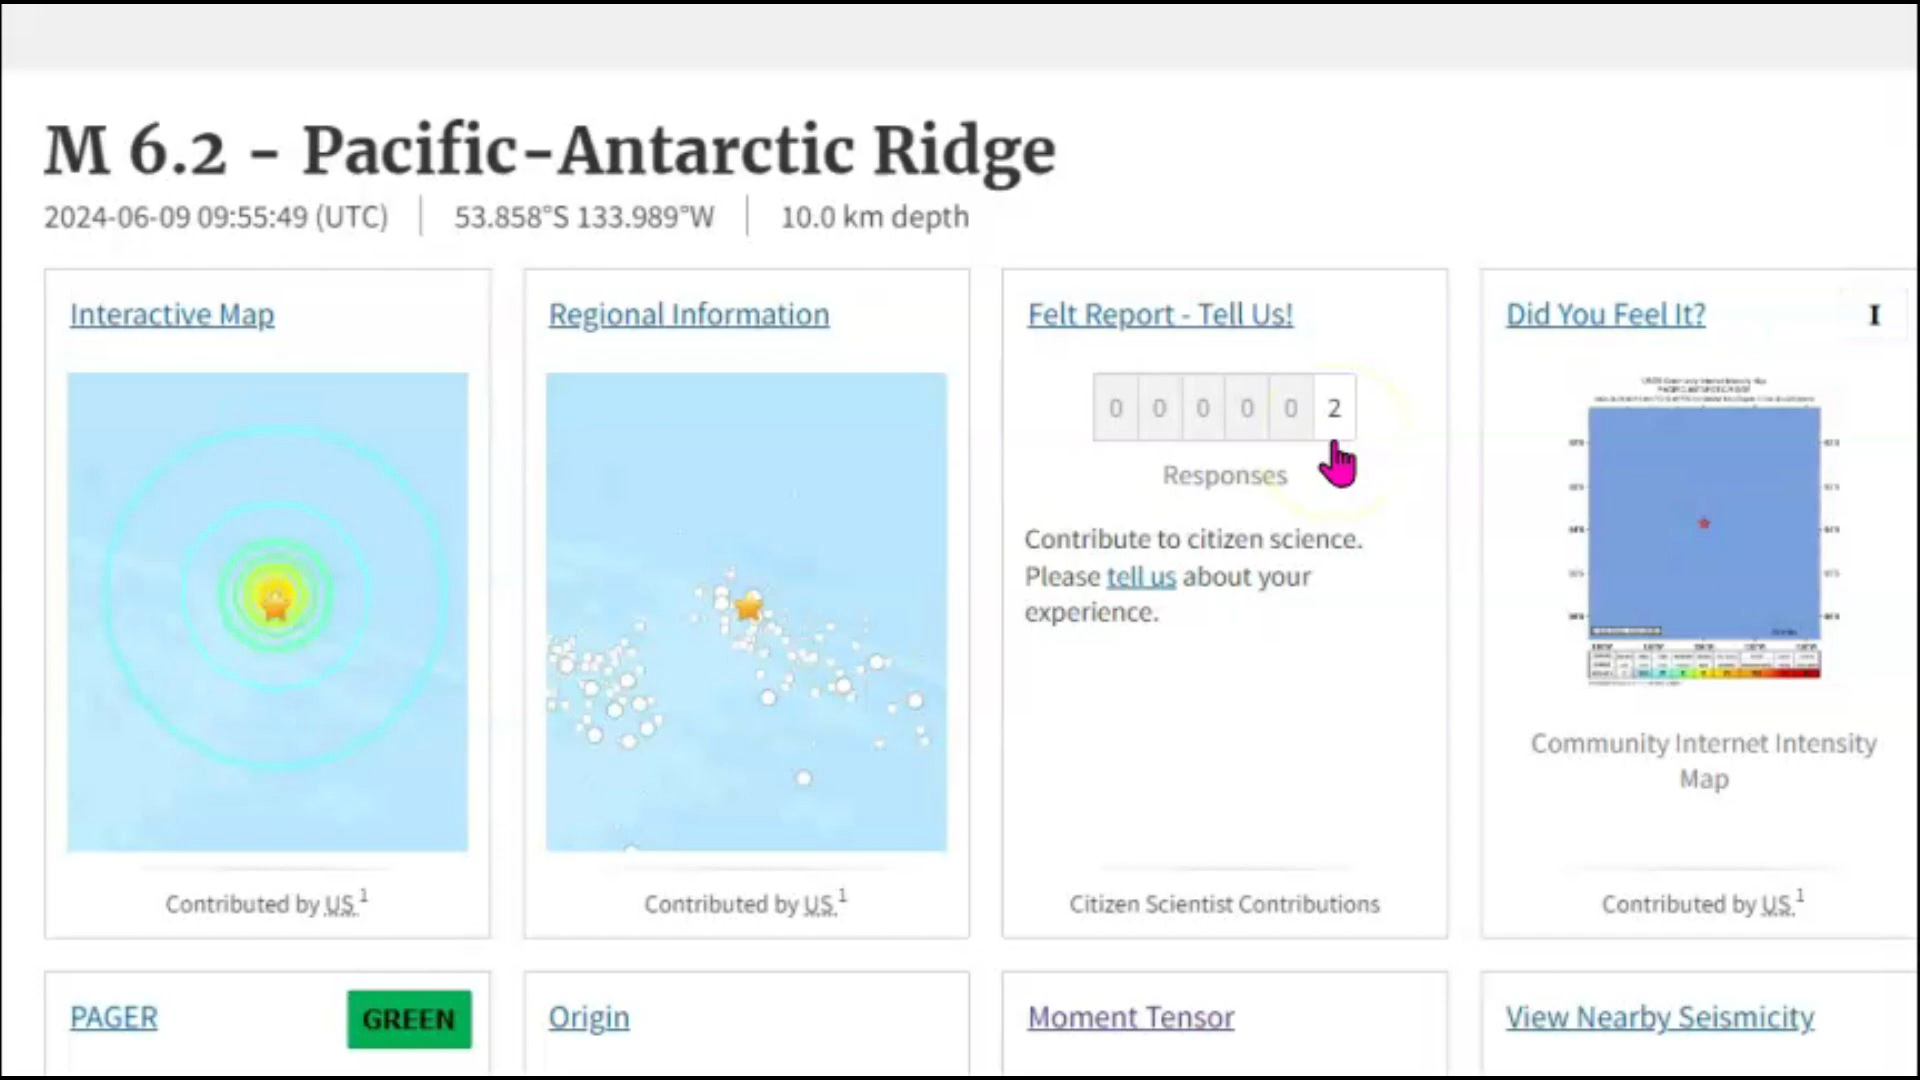 M 6.2 - Pacific-Antarctic Ridge
2024-06-09 09:55:49 (UTC) 53.858°S 133.989°W 10.0 km depth
Interactive Map
Contributed by US 1
Regional Information
Contributed by US 1
Felt Report - Tell Us!
0 0 0 0 0 2
Responses
Contribute to citizen science.
Please tell us about your
experience.
Citizen Scientist Contributions
Did You Feel It?
I
Community Internet Intensity
Map
Contributed by US 1
PAGER
GREEN
Origin
Moment Tensor
View Nearby Seismicity